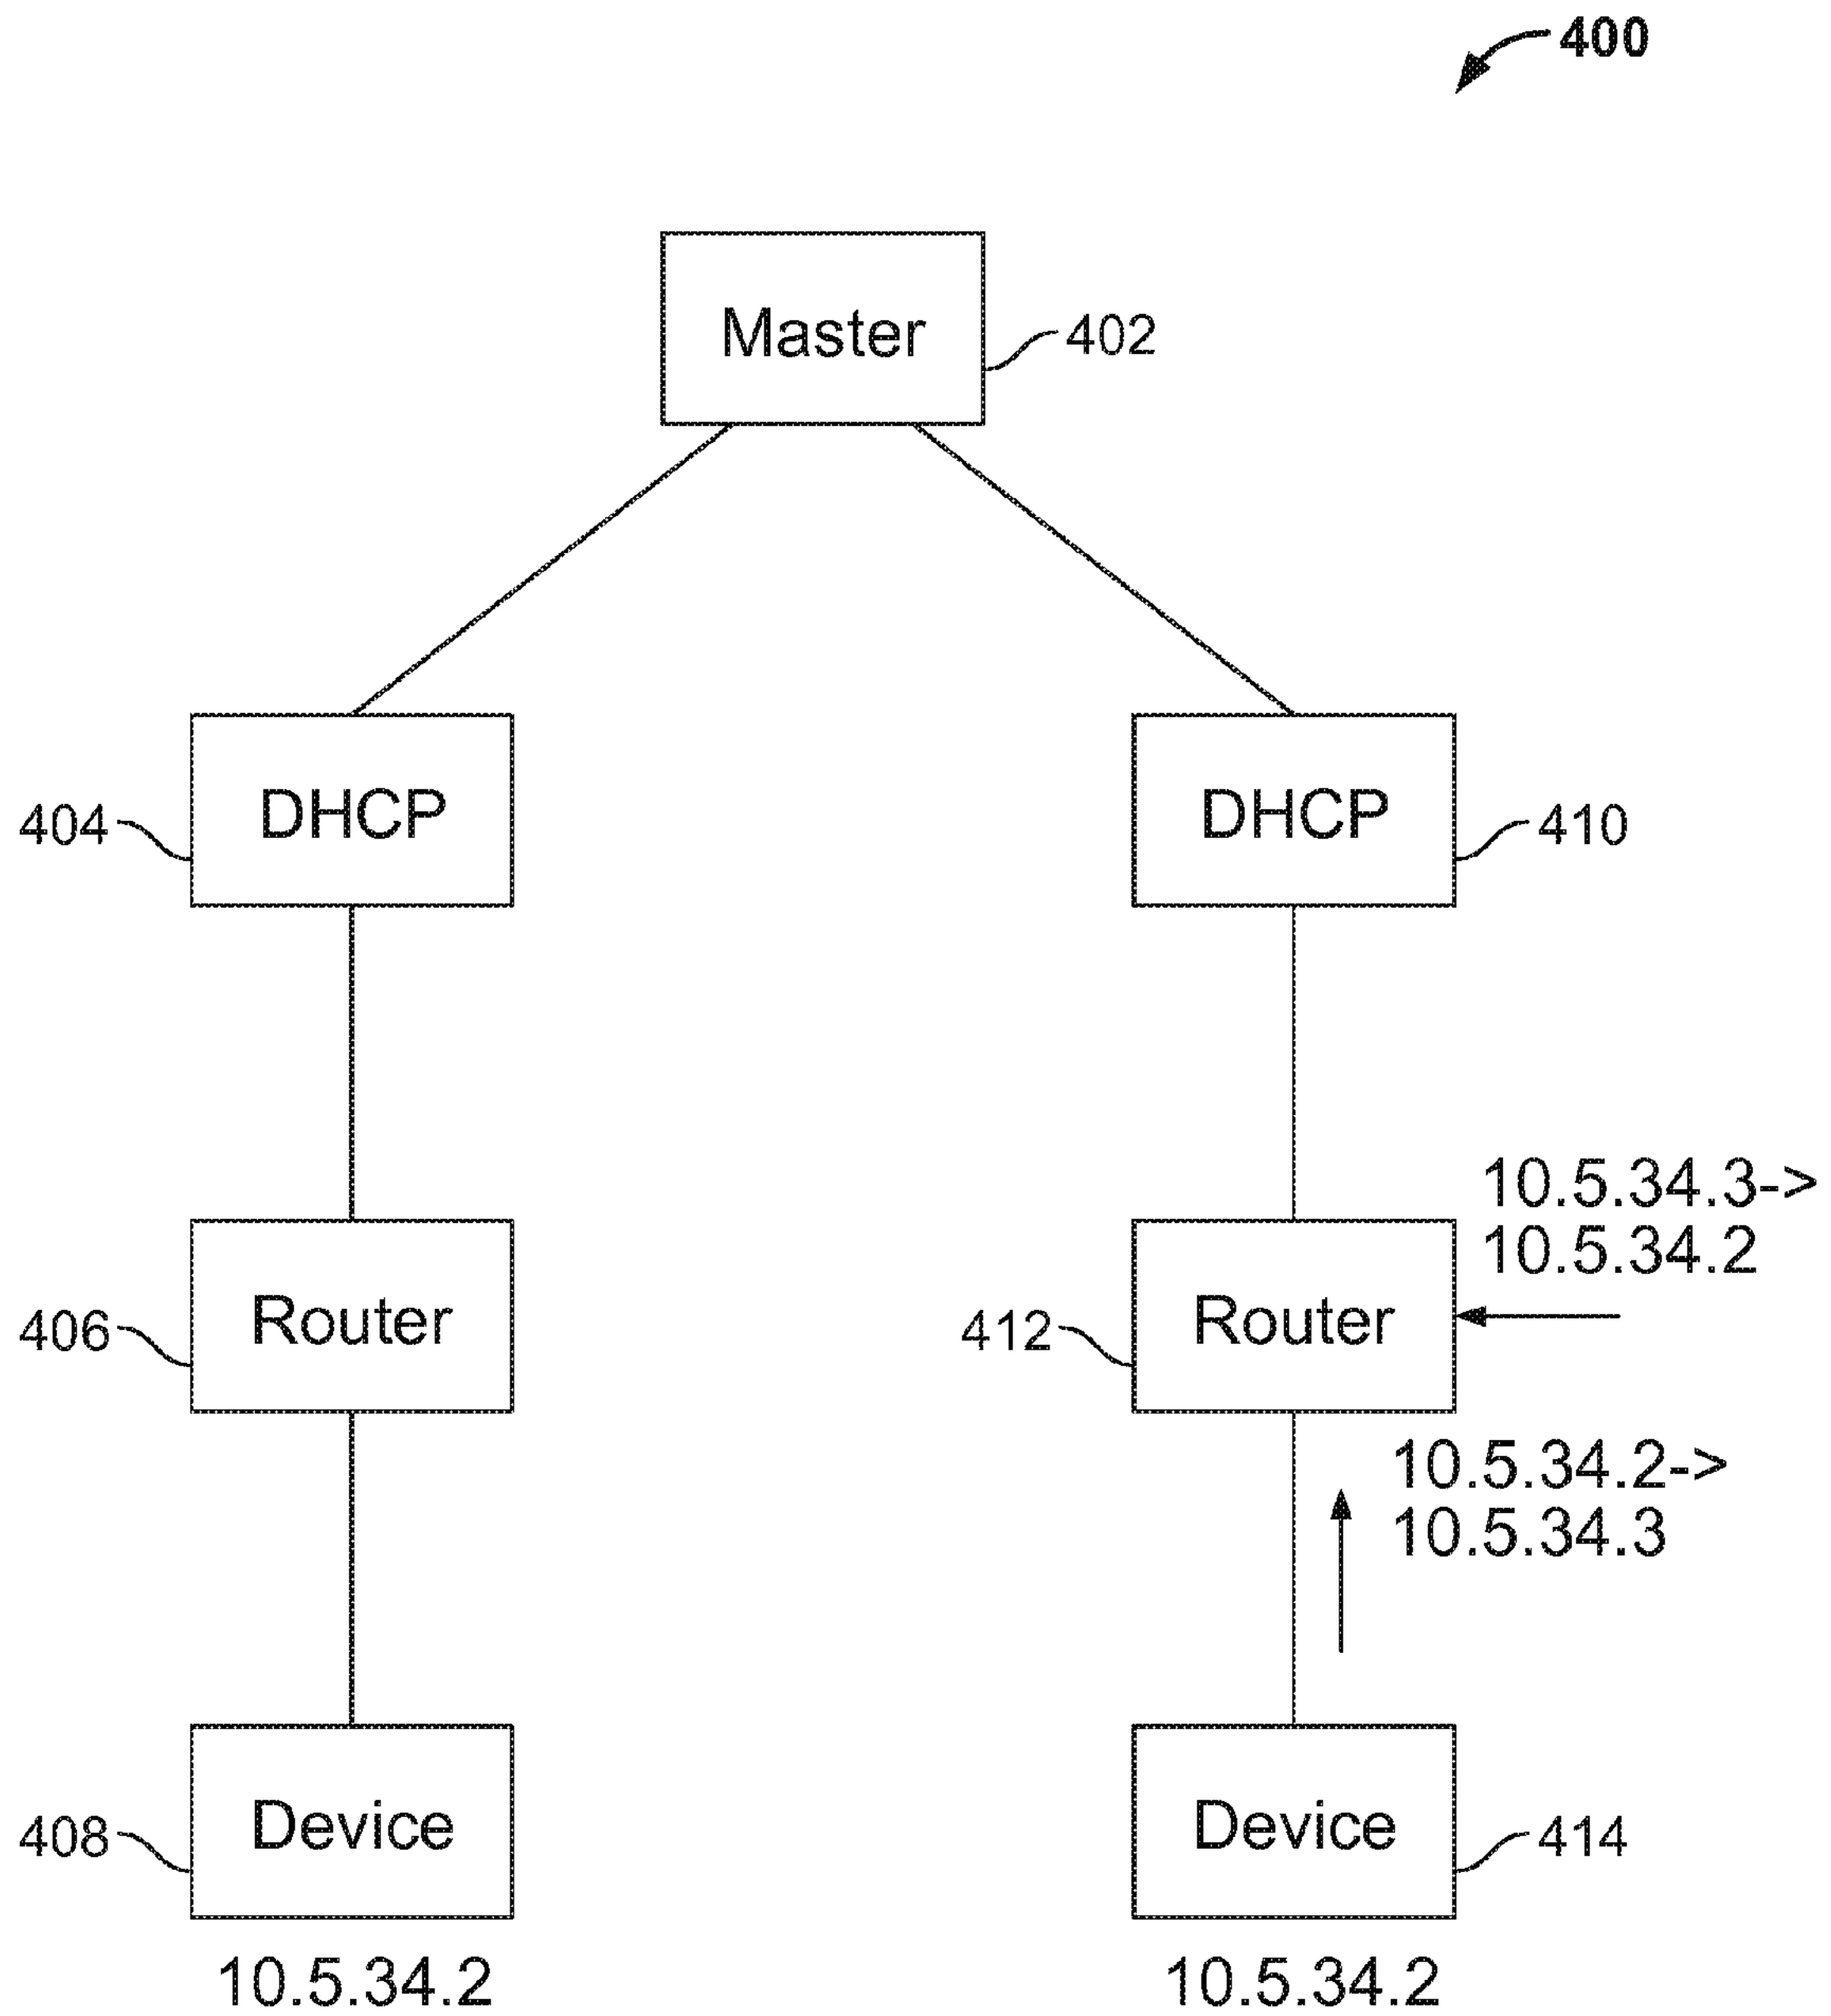 400
Master
402
DHCP
404
DHCP
410
10.5.34.3->
10.5.34.2
Router
406
Router
412
10.5.34.2->
10.5.34.3
Device
408
Device
414
10.5.34.2
10.5.34.2